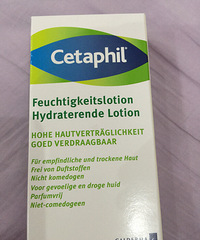 Cetaphil®
Feuchtigkeitslotion
Hydraterende Lotion
HOHE HAUTVERTRÄGLICHKEIT
GOED VERDRAAGBAAR
Für empfindliche und trockene Haut
Frei von Duftstoffen
Nicht komedogen
Voor gevoelige en droge huid
Parfumvrij
Niet-comedogeen
GALDERMA